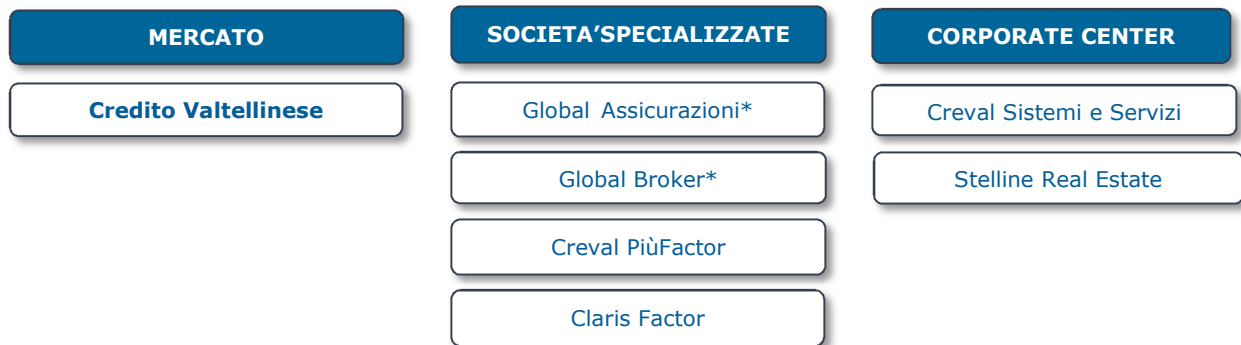 MERCATO
Credito Valtellinese
SOCIETA’SPECIALIZZATE
Global Assicurazioni*
Global Broker*
Creval PiùFactor
Claris Factor
CORPORATE CENTER
Creval Sistemi e Servizi
Stelline Real Estate